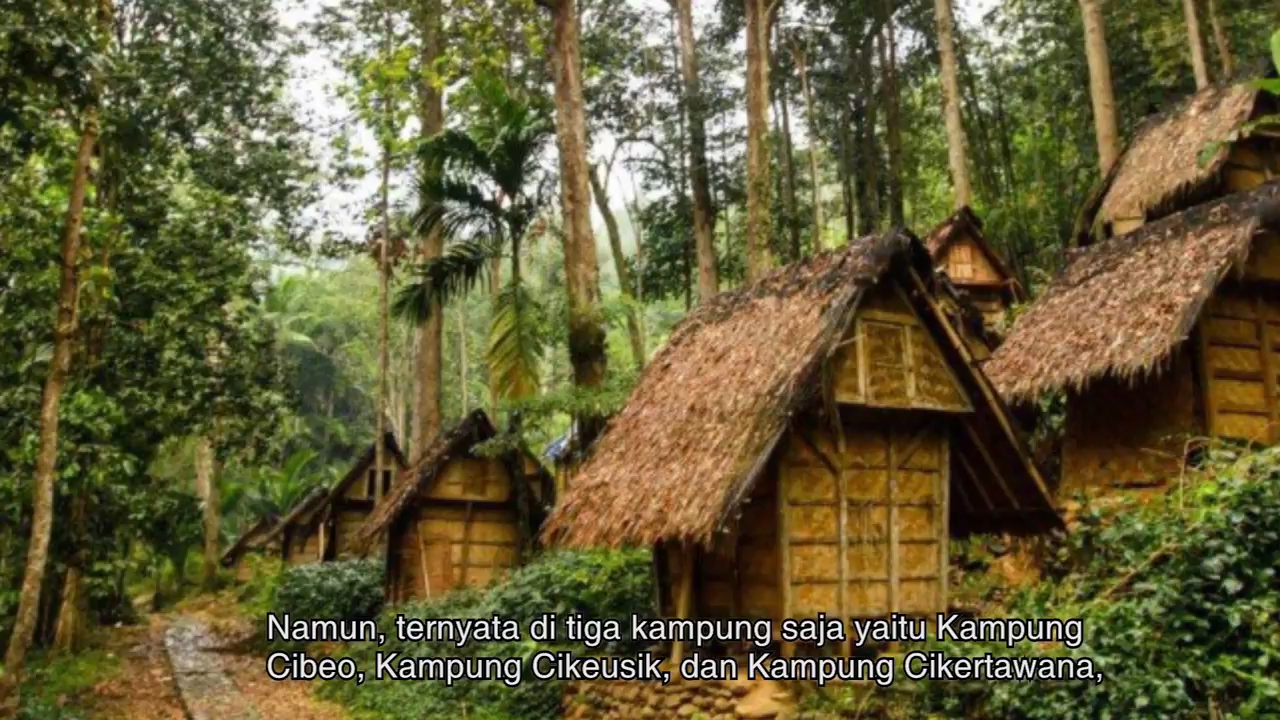 Namun, ternyata di tiga kampung saja yaitu Kampung
Cibeo, Kampung Cikeusik, dan Kampung Cikertawana,